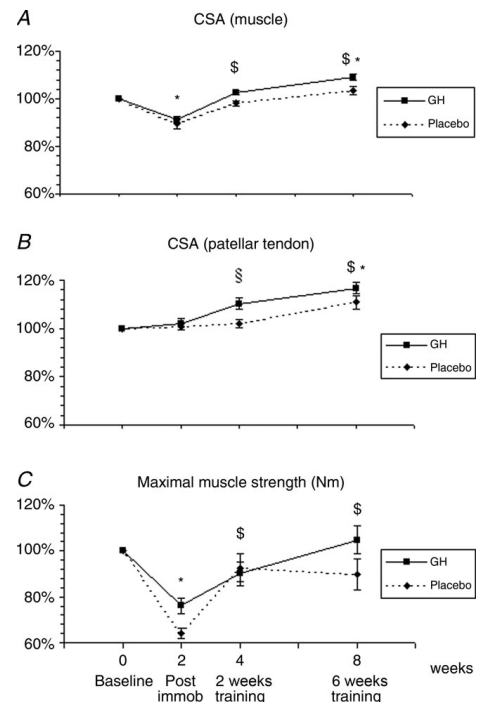 A
CSA (muscle)
120%
100%
80%
60%
*
$
$ *
GH
Placebo
B
CSA (patellar tendon)
120%
100%
80%
60%
§
$ *
GH
Placebo
C
Maximal muscle strength (Nm)
120%
100%
80%
60%
*
$
$
GH
Placebo
0 2 4 8 weeks
Baseline Post 2 weeks 6 weeks
immob training training